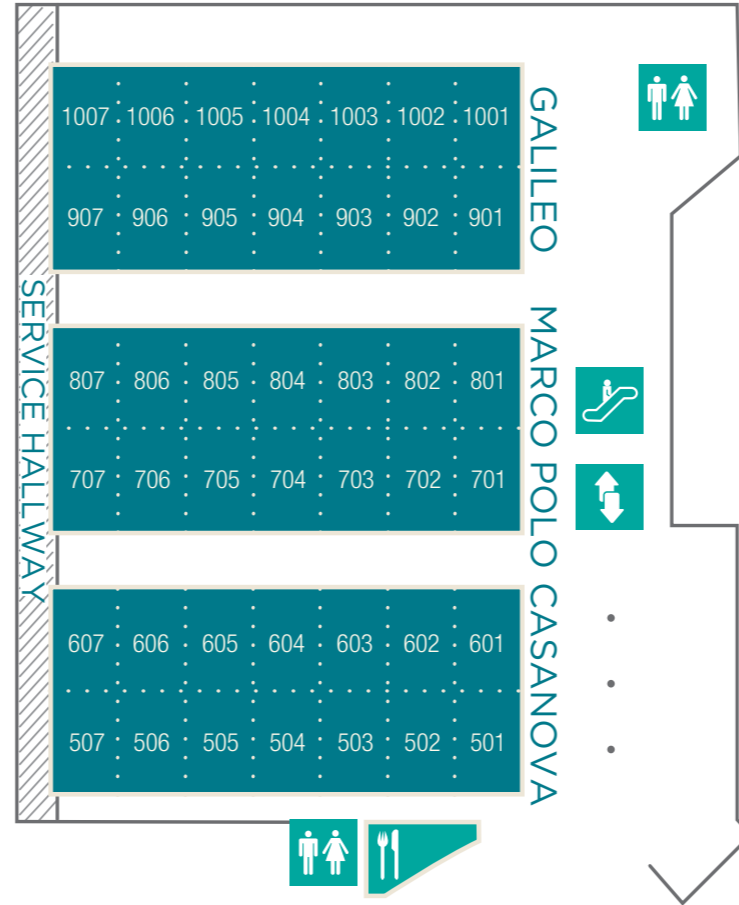 1007 1006 1005 1004 1003 1002 1001
907 906 905 904 903 902 901
GALILEO
SERVICE HALLWAY
807 806 805 804 803 802 801
707 706 705 704 703 702 701
MARCO POLO
607 606 605 604 603 602 601
507 506 505 504 503 502 501
CASANOVA